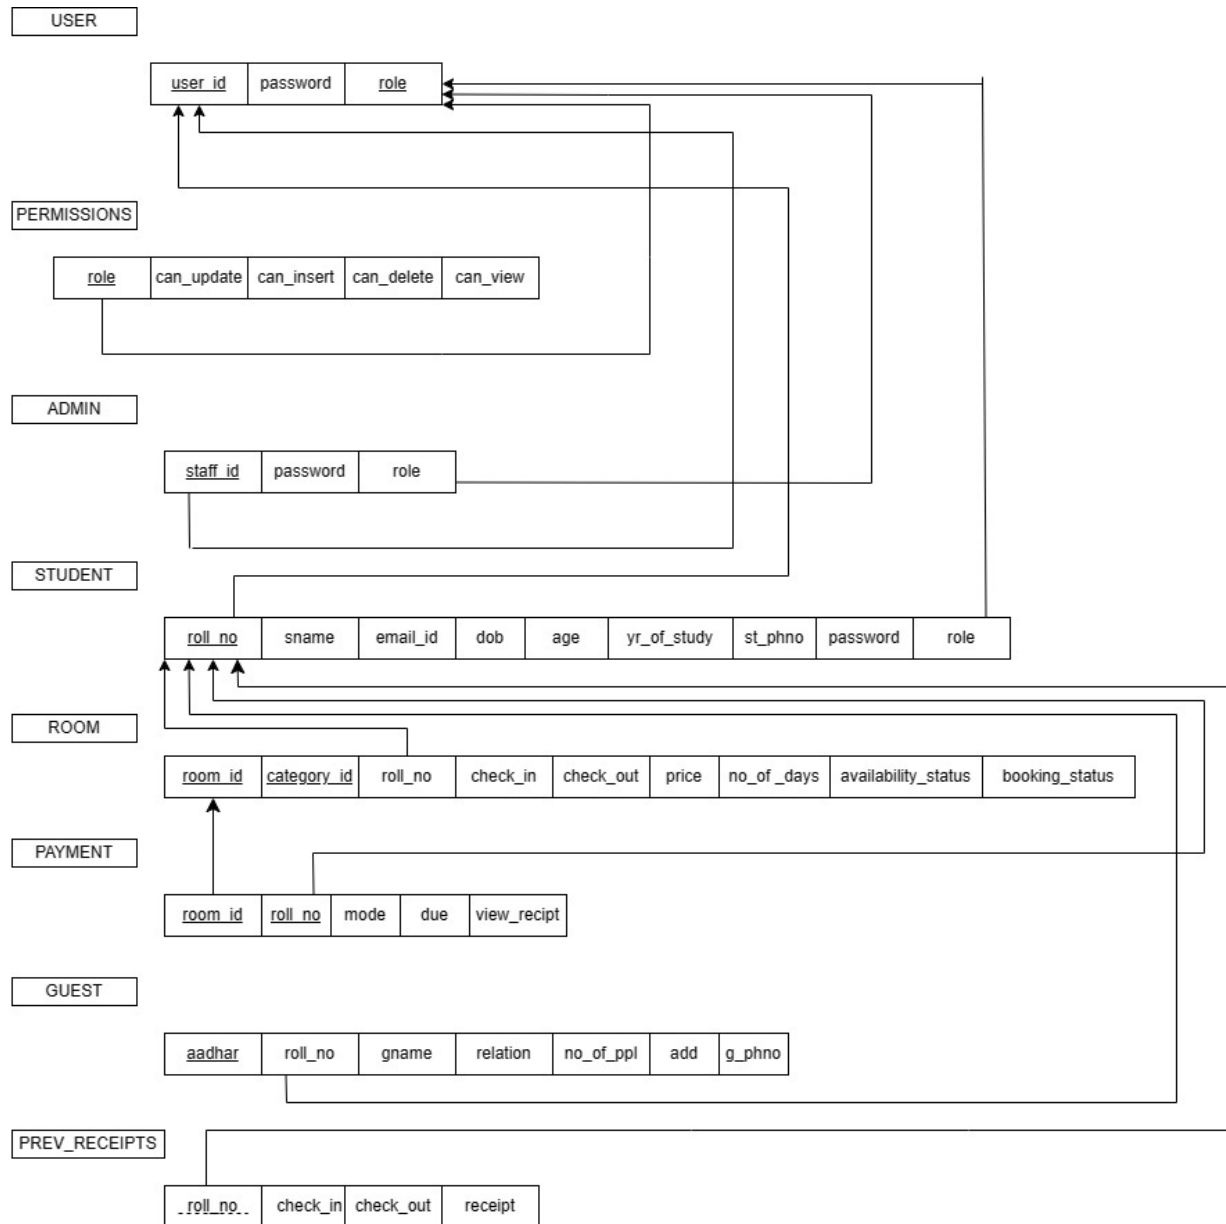 USER
user_id password role
PERMISSIONS
role can_update can_insert can_delete can_view
ADMIN
staff_id password role
STUDENT
roll_no sname email_id dob age yr_of_study st_phno password role
ROOM
room_id category_id roll_no check_in check_out price no_of _days availability_status booking_status
PAYMENT
room_id roll_no mode due view_recipt
GUEST
aadhar roll_no gname relation no_of_ppl add g_phno
PREV_RECEIPTS
roll_no check_in check_out receipt